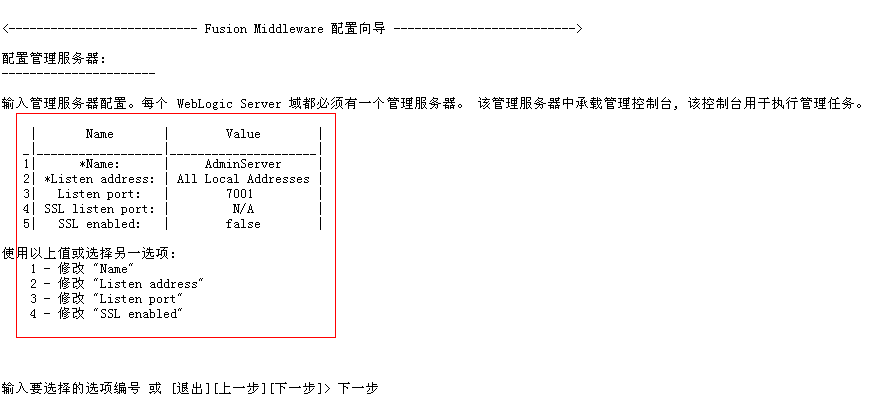 <--------------------------- Fusion Middleware 配置向导 -------------------------->
配置管理服务器:
----------------------
输入管理服务器配置。每个 WebLogic Server 域都必须有一个管理服务器。 该管理服务器中承载管理控制台, 该控制台用于执行管理任务。
| Name | Value |
_|__________________|_____________________|
1| *Name: | AdminServer |
2| *Listen address: | All Local Addresses |
3| Listen port: | 7001 |
4| SSL listen port: | N/A |
5| SSL enabled: | false |
使用以上值或选择另一选项:
1 - 修改 "Name"
2 - 修改 "Listen address"
3 - 修改 "Listen port"
4 - 修改 "SSL enabled"
输入要选择的选项编号 或 [退出][上一步][下一步]> 下一步